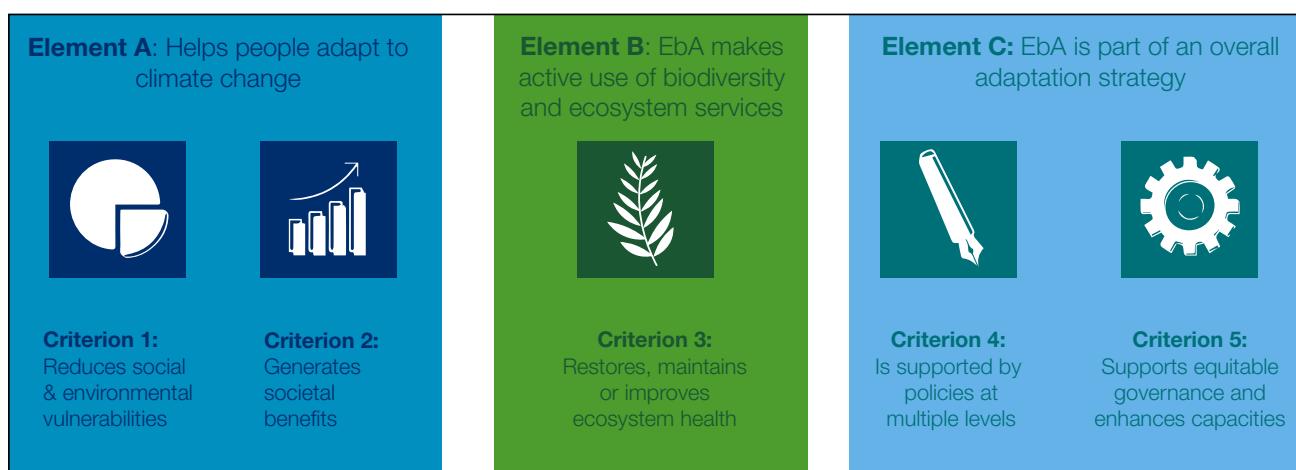 Element A: Helps people adapt to
climate change
Element B: EbA makes
active use of biodiversity
and ecosystem services
Element C: EbA is part of an overall
adaptation strategy
Criterion 1:
Reduces social
& environmental
vulnerabilities
Criterion 2:
Generates
societal
benefits
Criterion 3:
Restores, maintains
or improves
ecosystem health
Criterion 4:
Is supported by
policies at
multiple levels
Criterion 5:
Supports equitable
governance and
enhances capacities